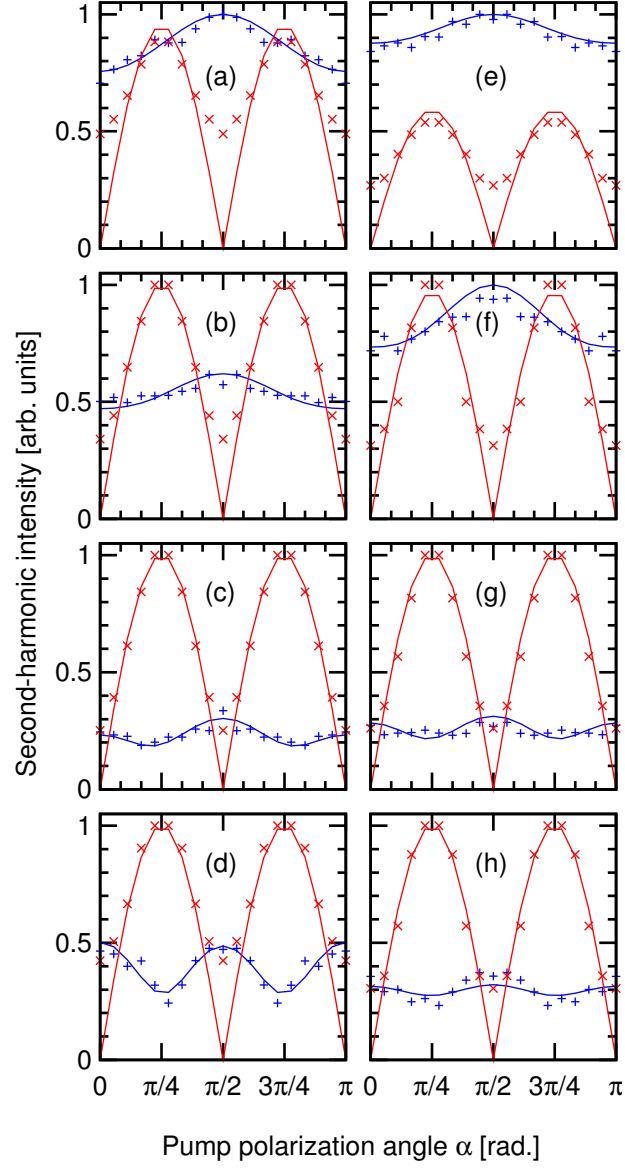 1
0.5
0
(a)
(e)
1
0.5
0
(b)
(f)
1
0.5
0
(c)
(g)
1
0.5
0
(d)
(h)
0 π/4 π/2 3π/4 π
0 π/4 π/2 3π/4 π
Second-harmonic intensity [arb. units]
Pump polarization angle α [rad.]